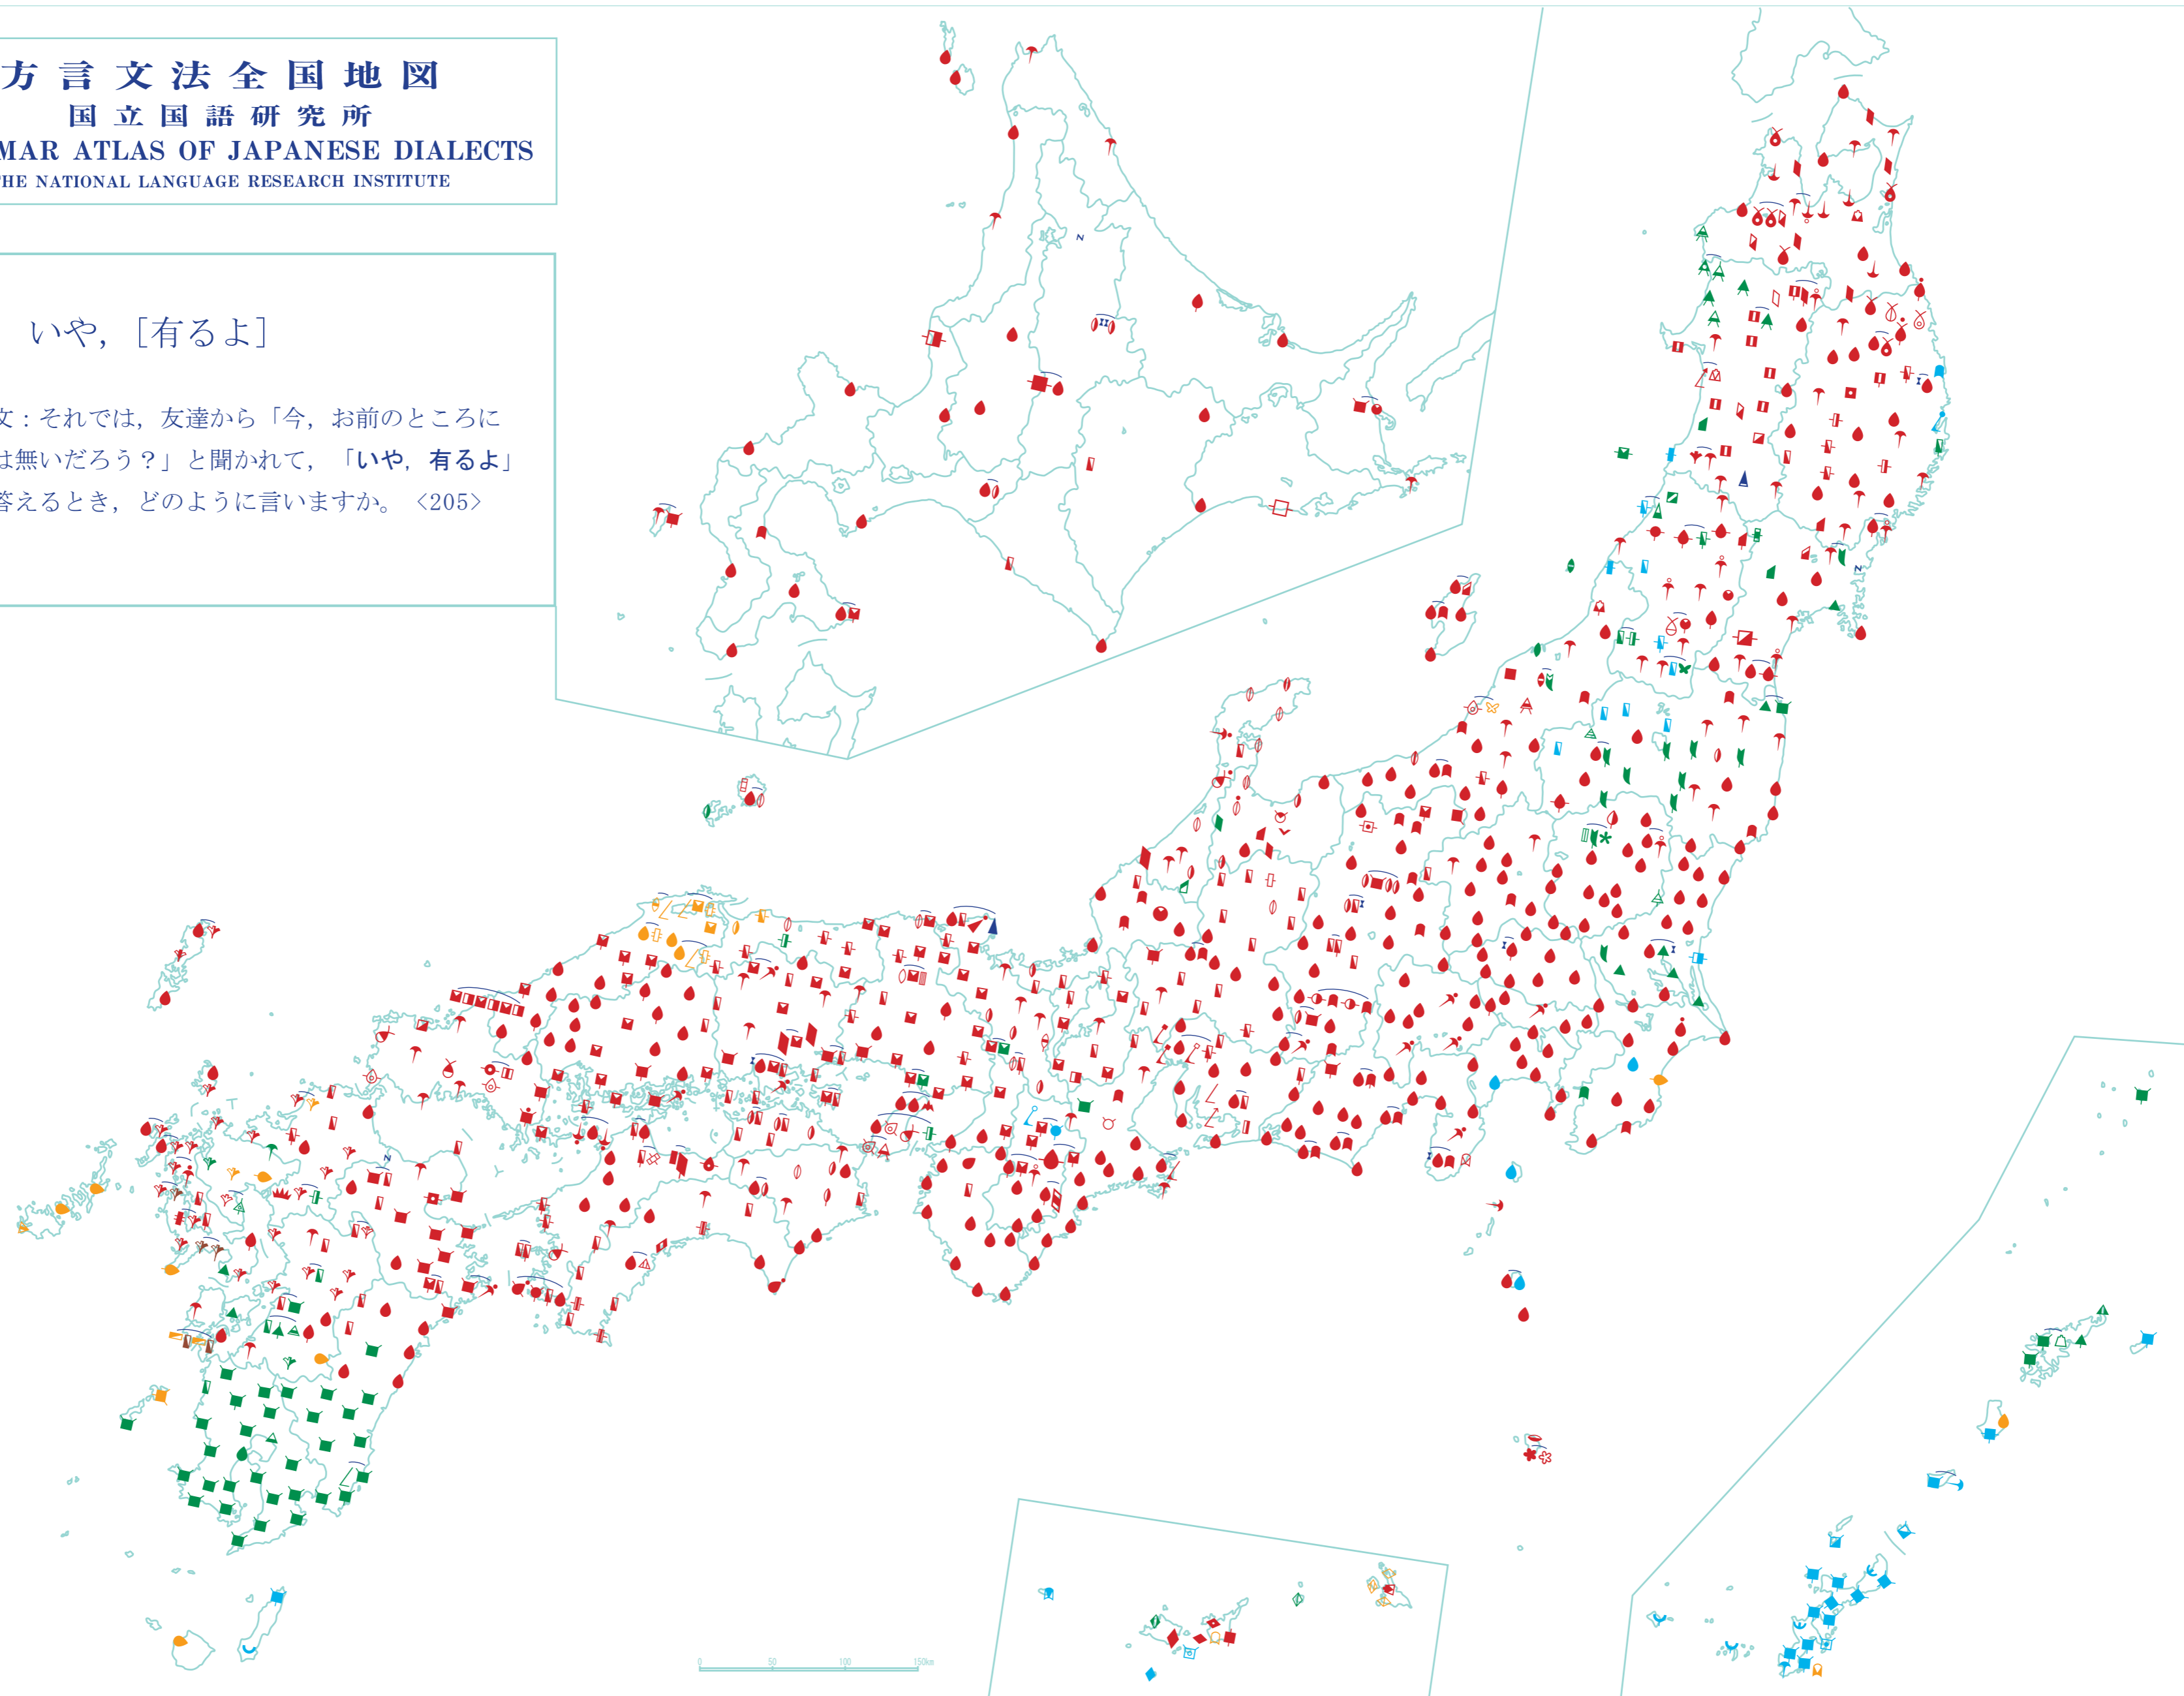 方言文法全国地図
国立国語研究所
MAR ATLAS OF JAPANESE DIALECTS
HE NATIONAL LANGUAGE RESEARCH INSTITUTE
いや，［有るよ］
文：それでは，友達から「今，お前のところに
は無いだろう？」と聞かれて，「いや，有るよ」
答えるとき，どのように言いますか。〈205〉
N
N
N
0 50 100 150km